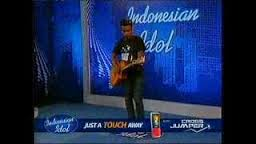 Indonesian
Idol
Indonesian
Idol
JUST A TOUCH AWAY
CROSS
JUMPER